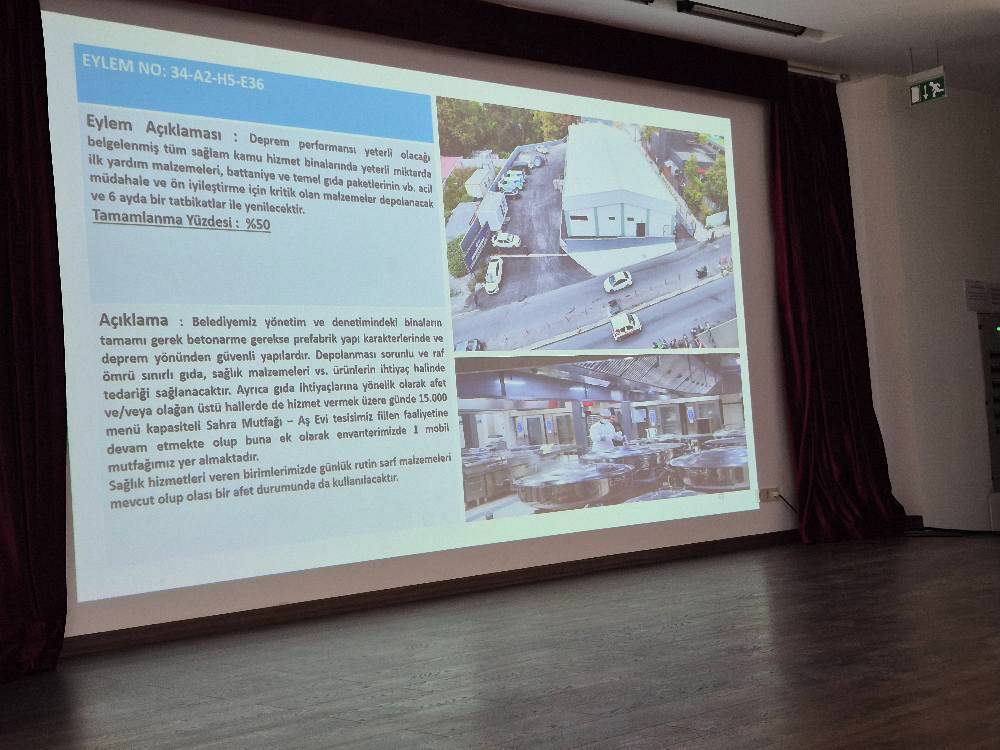 EYLEM NO: 34-A2-H5-E36
Eylem Açıklaması : Deprem performansı yeterli olacağı
belgelenmiş tüm sağlam kamu hizmet binalarında yeterli miktarda
ilk yardım malzemeleri, battaniye ve temel gıda paketlerinin vb. acil
müdahale ve ön iyileştirme için kritik olan malzemeler depolanacak
ve 6 ayda bir tatbikatlar ile yenilecektir.
Tamamlanma Yüzdesi : %50
Açıklama : Belediyemiz yönetim ve denetimindeki binaların
tamamı gerek betonarme gerekse prefabrik yapı karakterlerinde ve
deprem yönünden güvenli yapılardır. Depolanması sorunlu ve raf
ömrü sınırlı gıda, sağlık malzemeleri vs. ürünlerin ihtiyaç halinde
tedariği sağlanacaktır. Ayrıca gıda ihtiyaçlarına yönelik olarak afet
ve/veya olağan üstü hallerde de hizmet vermek üzere günde 15.000
menü kapasiteli Sahra Mutfağı – Aş Evi tesisimiz fiilen faaliyetine
devam etmekte olup buna ek olarak envanterimizde 1 mobil
mutfağımız yer almaktadır.
Sağlık hizmetleri veren birimlerimizde günlük rutin sarf malzemeleri
mevcut olup olası bir afet durumunda da kullanılacaktır.